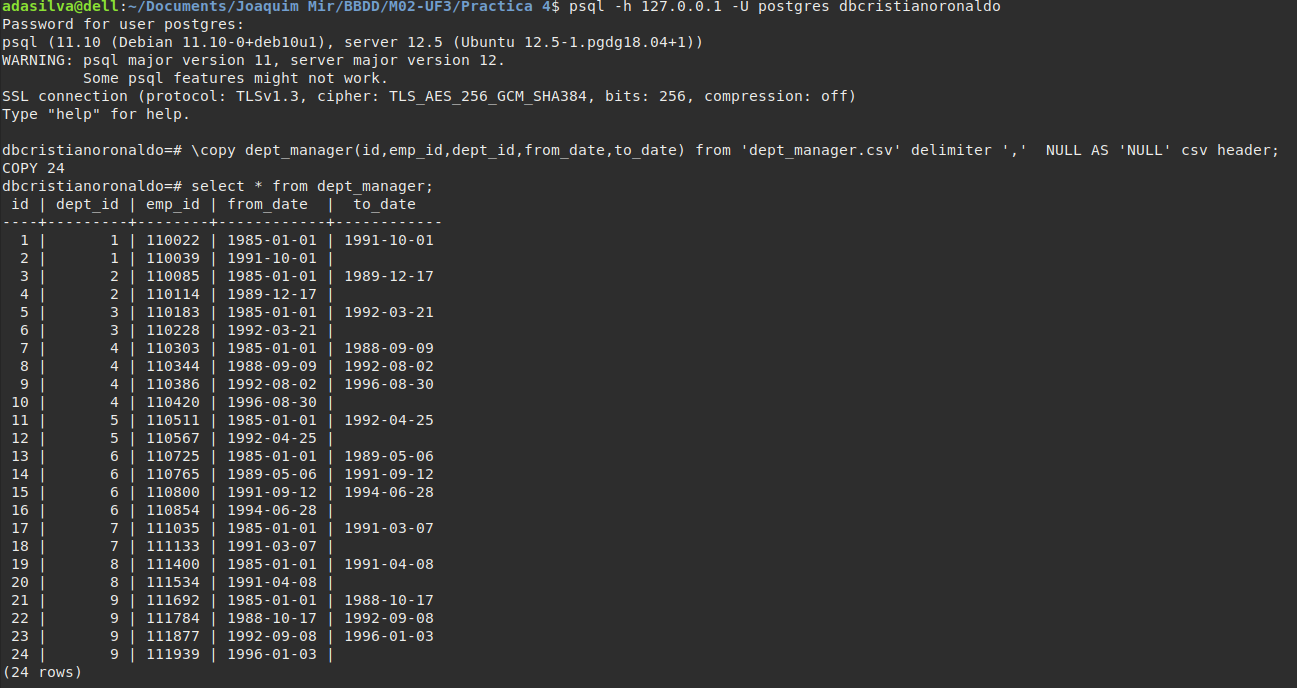 adasilva@dell:~/Documents/Joaquim Mir/BBDD/M02-UF3/Practica 4$ psql -h 127.0.0.1 -U postgres dbcristianoronaldo
Password for user postgres:
psql (11.10 (Debian 11.10-0+deb10u1), server 12.5 (Ubuntu 12.5-1.pgdg18.04+1))
WARNING: psql major version 11, server major version 12.
         Some psql features might not work.
SSL connection (protocol: TLSv1.3, cipher: TLS_AES_256_GCM_SHA384, bits: 256, compression: off)
Type "help" for help.

dbcristianoronaldo=# \copy dept_manager(id,emp_id,dept_id,from_date,to_date) from 'dept_manager.csv' delimiter ','  NULL AS 'NULL' csv header;
COPY 24
dbcristianoronaldo=# select * from dept_manager;
 id | dept_id | emp_id | from_date  |  to_date
----+---------+--------+------------+------------
  1 |       1 | 110022 | 1985-01-01 | 1991-10-01
  2 |       1 | 110039 | 1991-10-01 |
  3 |       2 | 110085 | 1985-01-01 | 1989-12-17
  4 |       2 | 110114 | 1989-12-17 |
  5 |       3 | 110183 | 1985-01-01 | 1992-03-21
  6 |       3 | 110228 | 1992-03-21 |
  7 |       4 | 110303 | 1985-01-01 | 1988-09-09
  8 |       4 | 110344 | 1988-09-09 | 1992-08-02
  9 |       4 | 110386 | 1992-08-02 | 1996-08-30
 10 |       4 | 110420 | 1996-08-30 |
 11 |       5 | 110511 | 1985-01-01 | 1992-04-25
 12 |       5 | 110567 | 1992-04-25 |
 13 |       6 | 110725 | 1985-01-01 | 1989-05-06
 14 |       6 | 110765 | 1989-05-06 | 1991-09-12
 15 |       6 | 110800 | 1991-09-12 | 1994-06-28
 16 |       6 | 110854 | 1994-06-28 |
 17 |       7 | 111035 | 1985-01-01 | 1991-03-07
 18 |       7 | 111133 | 1991-03-07 |
 19 |       8 | 111400 | 1985-01-01 | 1991-04-08
 20 |       8 | 111534 | 1991-04-08 |
 21 |       9 | 111692 | 1985-01-01 | 1988-10-17
 22 |       9 | 111784 | 1988-10-17 | 1992-09-08
 23 |       9 | 111877 | 1992-09-08 | 1996-01-03
 24 |       9 | 111939 | 1996-01-03 |
(24 rows)